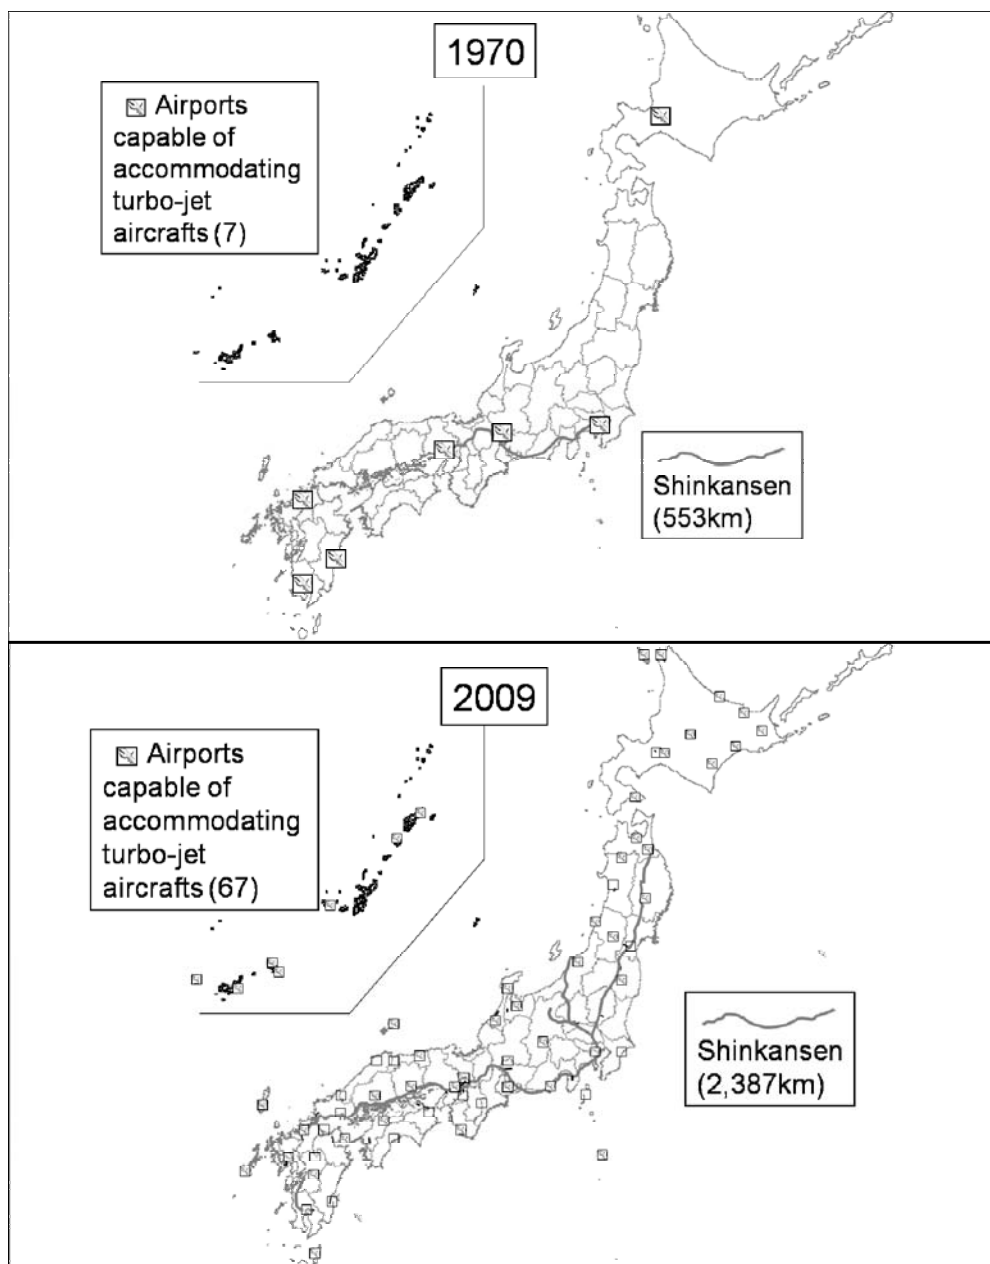 1970
Airports
capable of
accommodating
turbo-jet
aircrafts (7)
Shinkansen
(553km)
2009
Airports
capable of
accommodating
turbo-jet
aircrafts (67)
Shinkansen
(2,387km)